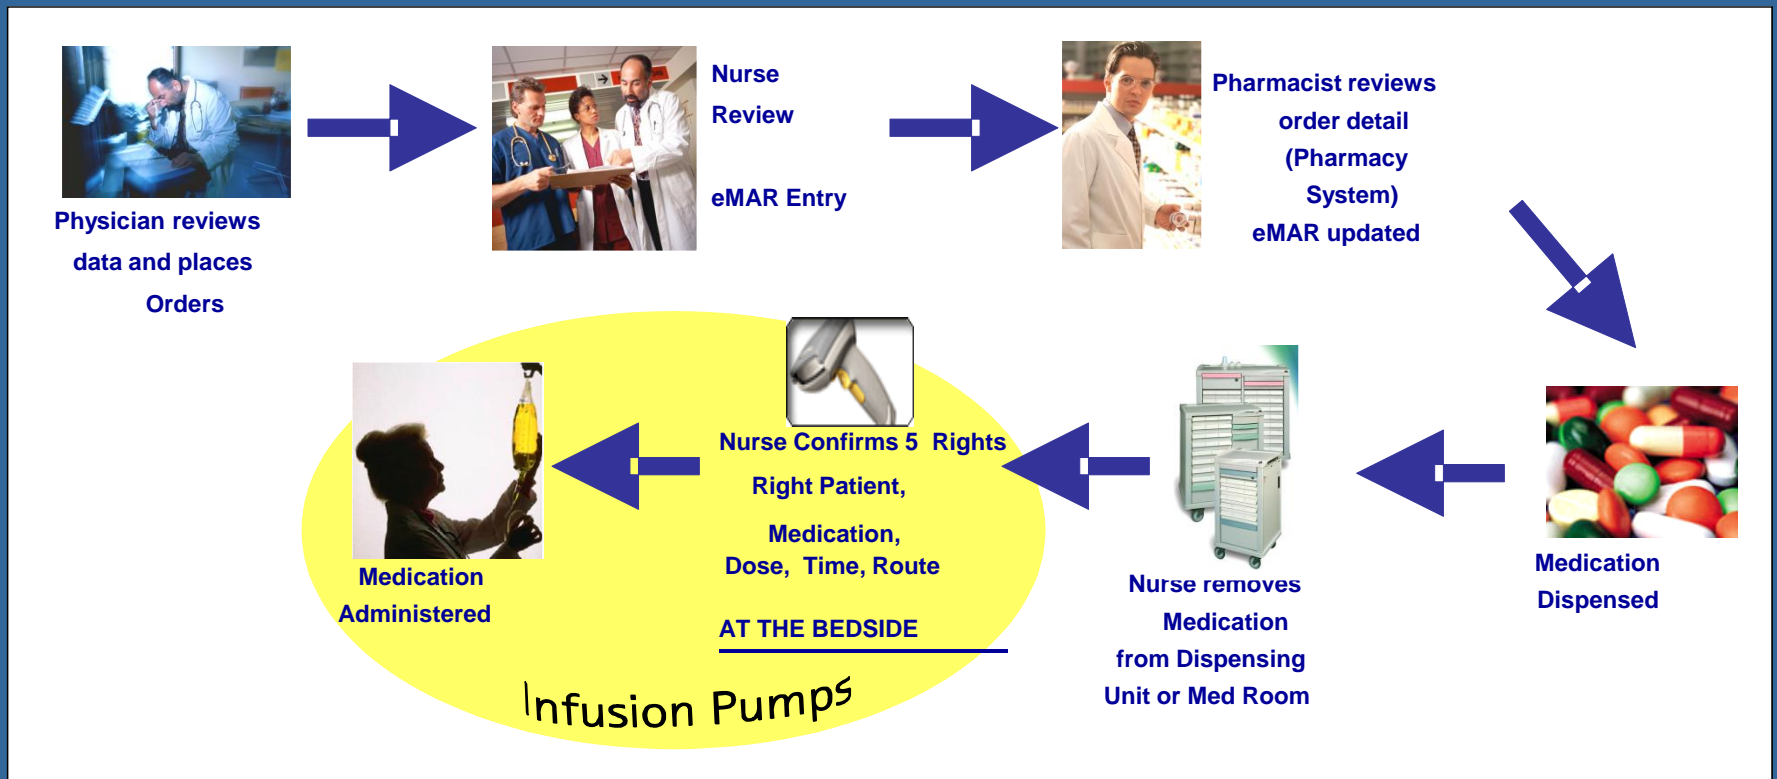 Physician reviews
data and places
Orders
Nurse
Review
eMAR Entry
Pharmacist reviews
order detail
(Pharmacy
System)
eMAR updated
Medication
Dispensed
Nurse removes
Medication
from Dispensing
Unit or Med Room
Nurse Confirms 5 Rights
Right Patient,
Medication,
Dose, Time, Route
AT THE BEDSIDE
Medication
Administered
Infusion Pumps